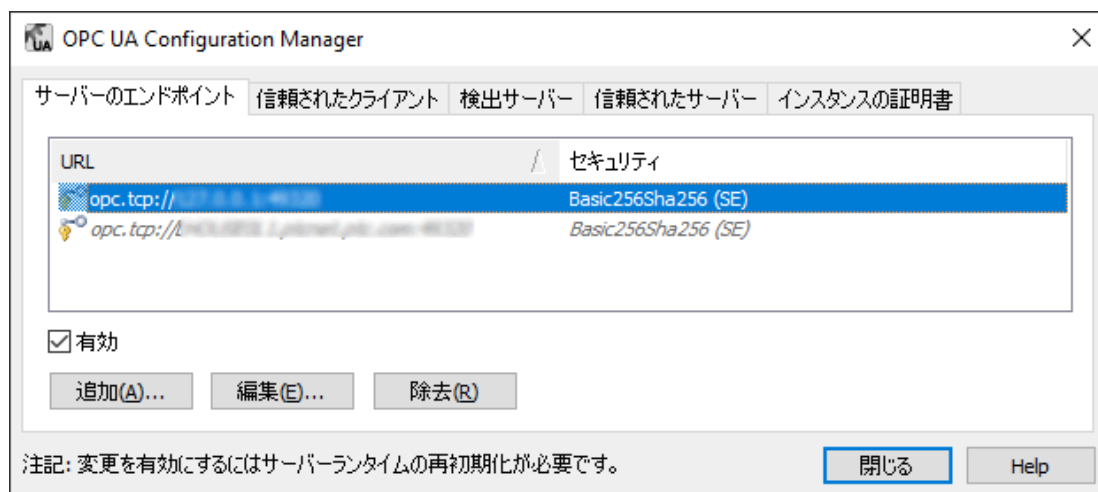 UA OPC UA Configuration Manager
サーバーのエンドポイント 信頼されたクライアント 検出サーバー 信頼されたサーバー インスタンスの証明書
URL セキュリティ
opc.tcp:// Basic256Sha256 (SE)
opc.tcp:// Basic256Sha256 (SE)
有効
追加(A)... 編集(E)... 除去(R)
注記: 変更を有効にするにはサーバーランタイムの再初期化が必要です。 閉じる Help